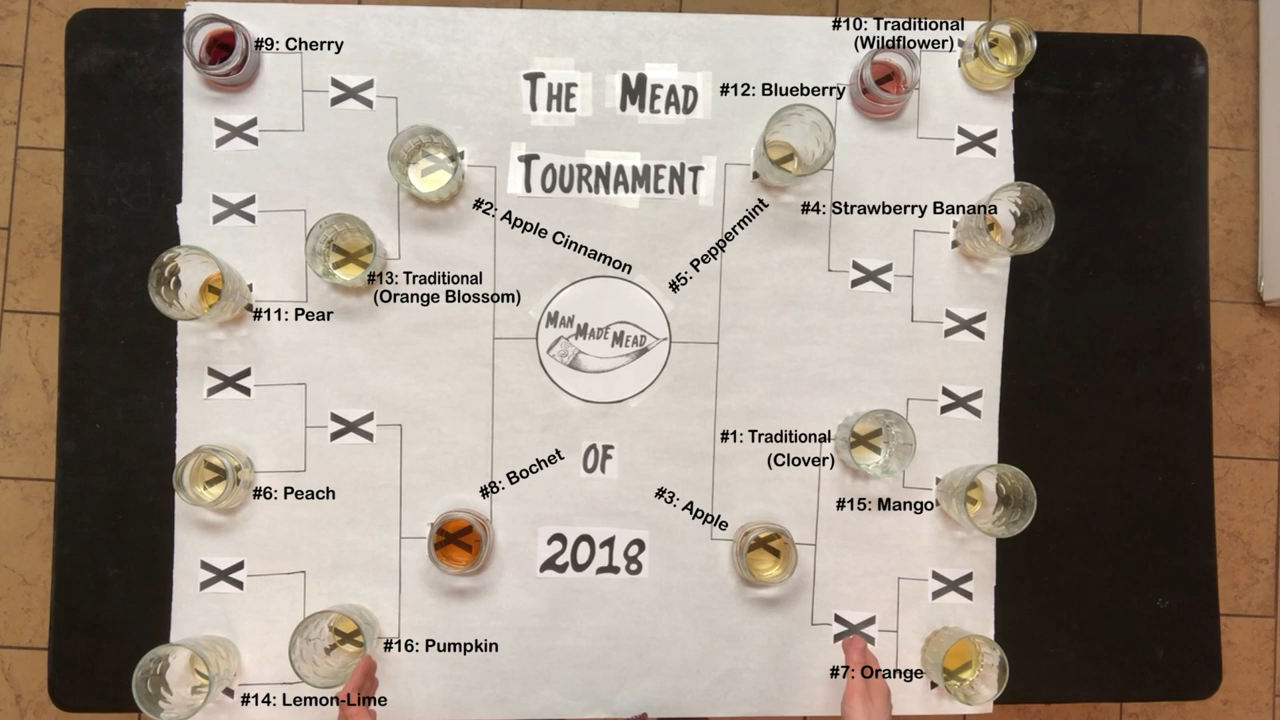 #9: Cherry
X
X
THE MEAD
TOURNAMENT
#12: Blueberry
#10: Traditional
(Wildflower)
X
X
#2: Apple Cinnamon
#5: Peppermint
#4: Strawberry Banana
X
#13: Traditional
(Orange Blossom)
#11: Pear
MAN
MADE
MEAD
X
X
X
X
#6: Peach
#8: Bochet
OF
#1: Traditional
(Clover)
X
#15: Mango
#3: Apple
X
2018
X
#16: Pumpkin
#14: Lemon-Lime
X
#7: Orange